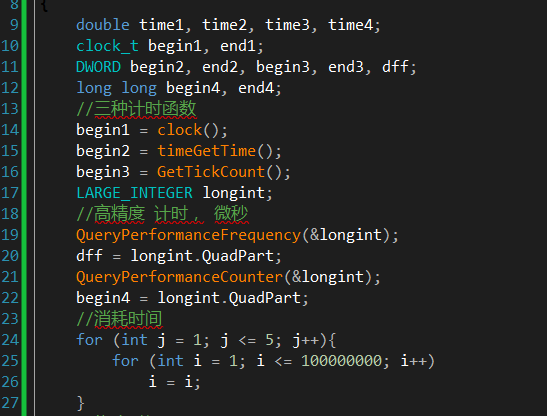 8 {
9 double time1, time2, time3, time4;
10 clock_t begin1, end1;
11 DWORD begin2, end2, begin3, end3, dff;
12 long long begin4, end4;
13 //三种计时函数
14 begin1 = clock();
15 begin2 = timeGetTime();
16 begin3 = GetTickCount();
17 LARGE_INTEGER longint;
18 //高精度 计时， 微秒
19 QueryPerformanceFrequency(&longint);
20 dff = longint.QuadPart;
21 QueryPerformanceCounter(&longint);
22 begin4 = longint.QuadPart;
23 //消耗时间
24 for (int j = 1; j <= 5; j++){
25 for (int i = 1; i <= 100000000; i++)
26 i = i;
27 }